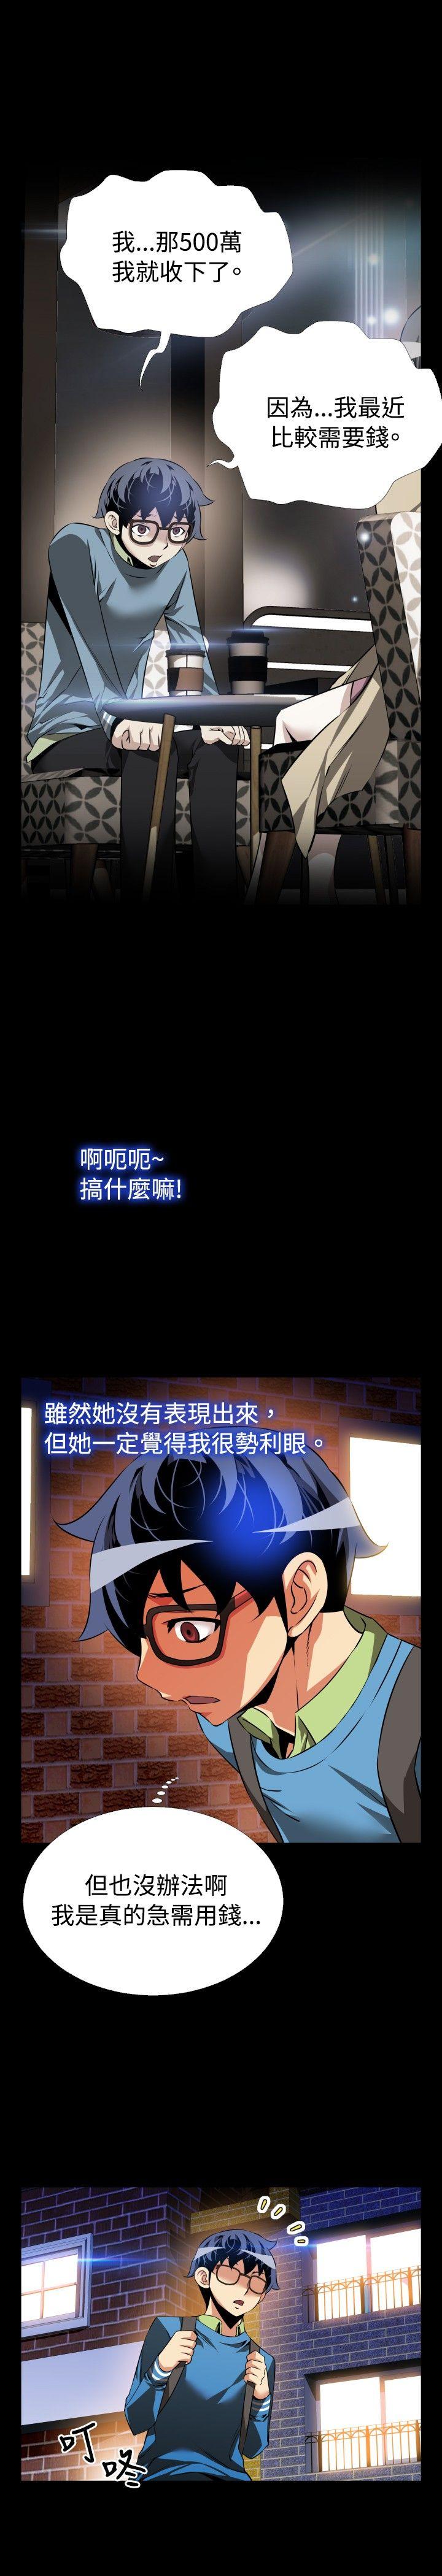 我...那500萬
我就收下了。
因為...我最近
比較需要錢。
啊呃呃~
搞什麼嘛!
雖然她沒有表現出來，
但她一定覺得我很勢利眼。
但也沒辦法啊
我是真的急需用錢...
叮咚